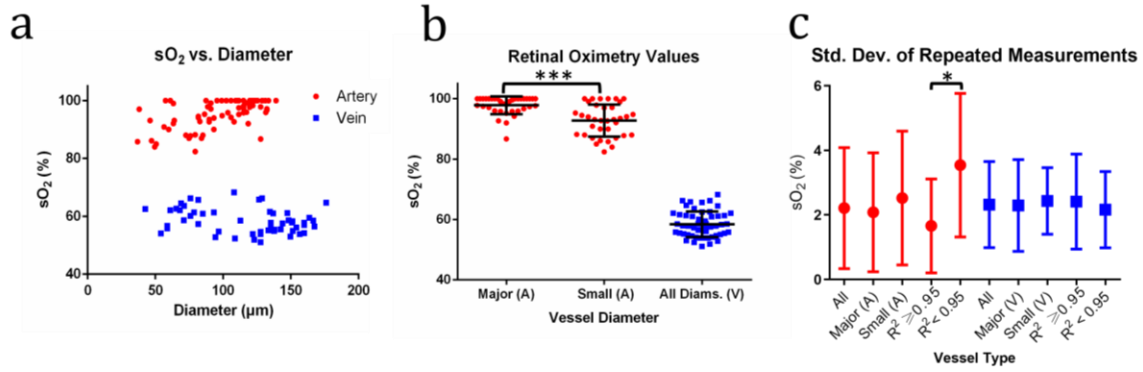 a
sO2 vs. Diameter
100
80
60
40
sO2 (%)
0
50
100
150
200
Diameter (μm)
Artery
Vein
b
Retinal Oximetry Values
***
100
80
60
40
sO2 (%)
Major (A)
Small (A)
All Diams. (V)
Vessel Diameter
c
Std. Dev. of Repeated Measurements
*
6
4
2
0
sO2 (%)
All
Major (A)
Small (A)
R² ⩾0.95
R² < 0.95
All
Major (V)
Small (V)
R² ⩾0.95
R² < 0.95
Vessel Type